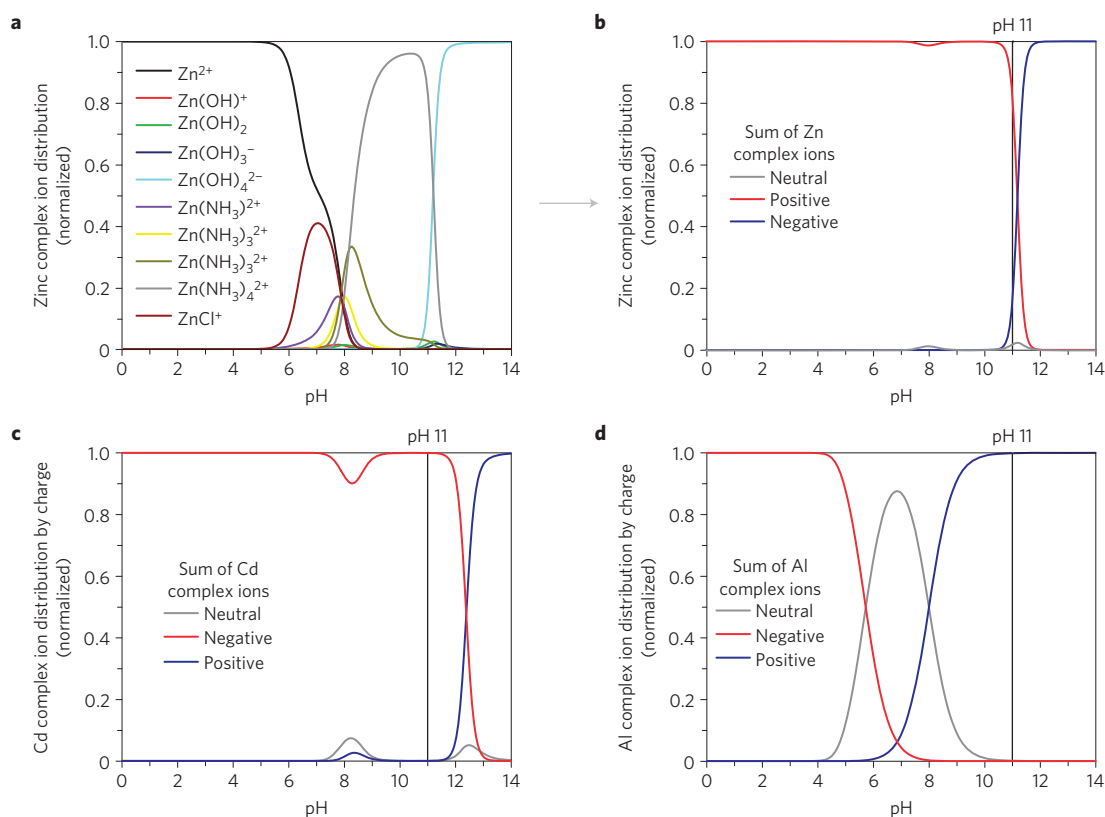 a
Zinc complex ion distribution
(normalized)
1.0
0.8
0.6
0.4
0.2
0
Zn²⁺
Zn(OH)⁺
Zn(OH)₂
Zn(OH)₃⁻
Zn(OH)₄²⁻
Zn(NH₃)²⁺
Zn(NH₃)₃²⁺
Zn(NH₃)₃²⁺
Zn(NH₃)₄²⁺
ZnCl⁺
0 2 4 6 8 10 12 14
pH
b
pH 11
Zinc complex ion distribution
(normalized)
1.0
0.8
0.6
0.4
0.2
0
Sum of Zn
complex ions
Neutral
Positive
Negative
0 2 4 6 8 10 12 14
pH
c
pH 11
Cd complex ion distribution by charge
(normalized)
1.0
0.8
0.6
0.4
0.2
0
Sum of Cd
complex ions
Neutral
Negative
Positive
0 2 4 6 8 10 12 14
pH
d
pH 11
Al complex ion distribution by charge
(normalized)
1.0
0.8
0.6
0.4
0.2
0
Sum of Al
complex ions
Neutral
Negative
Positive
0 2 4 6 8 10 12 14
pH